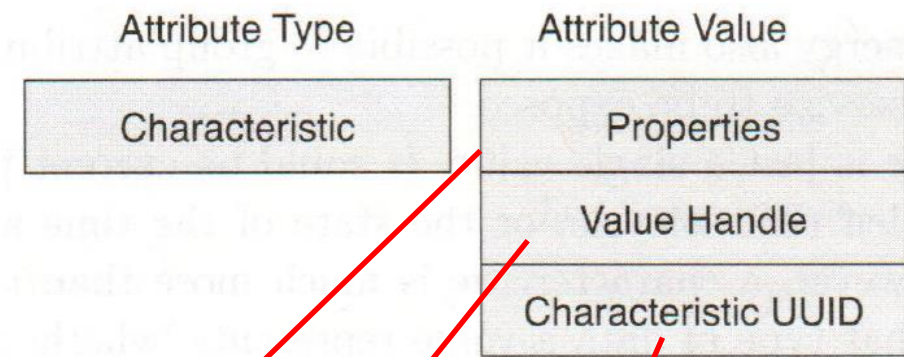 Attribute Type Attribute Value
Characteristic Properties
Value Handle
Characteristic UUID